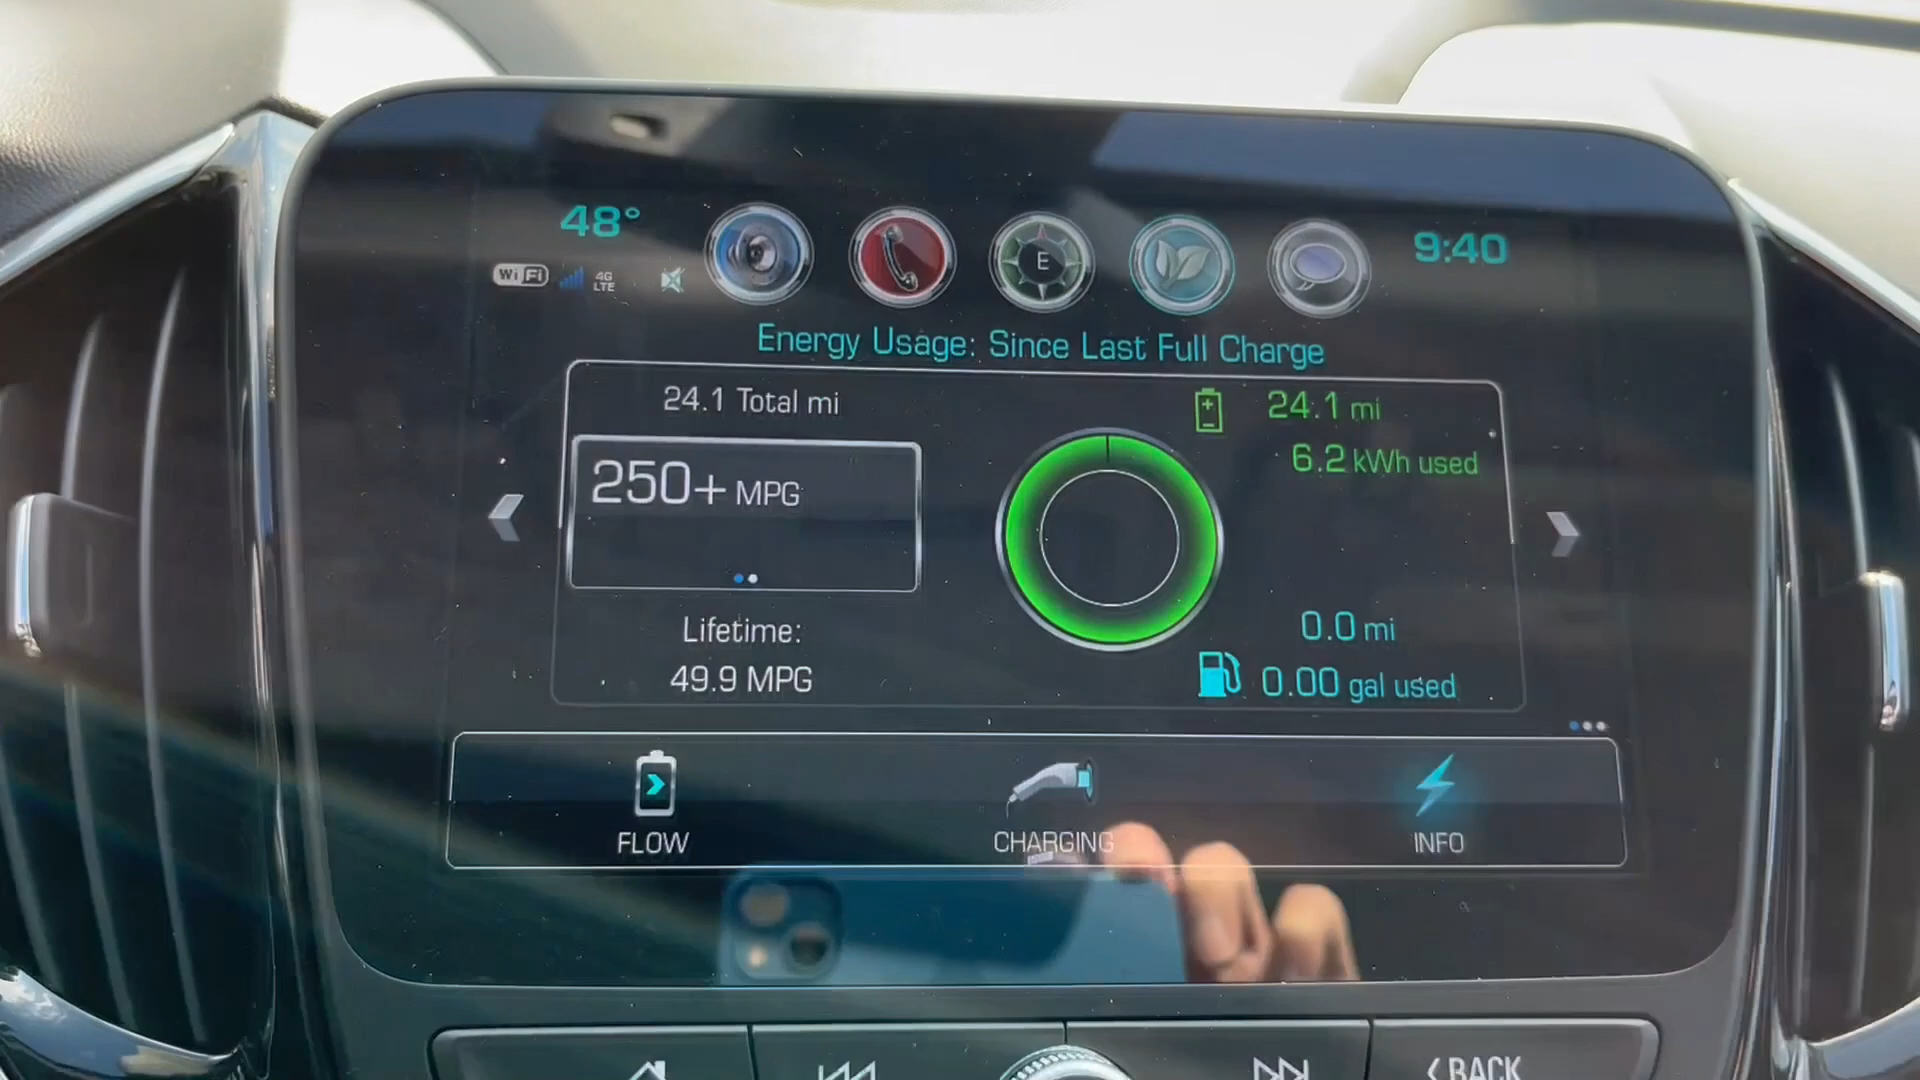 48°
WiFi
4G
LTE
E
9:40
Energy Usage: Since Last Full Charge
24.1 Total mi
250+ MPG
Lifetime:
49.9 MPG
24.1 mi
6.2 kWh used
0.0 mi
0.00 gal used
FLOW
CHARGING
INFO
BACK